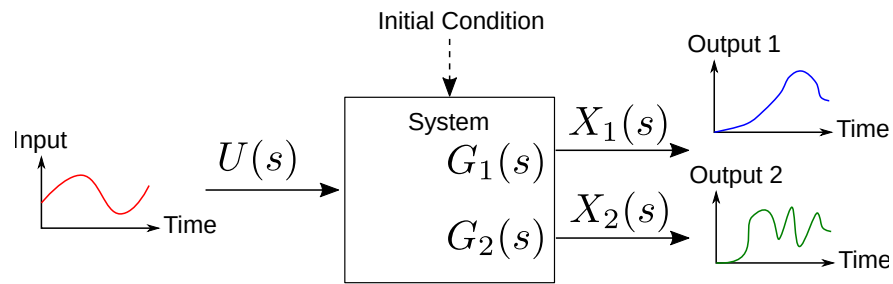 Initial Condition
Output 1
System
X₁(s)
Time
Input
U(s)
G₁(s)
Output 2
X₂(s)
Time
G₂(s)
Time